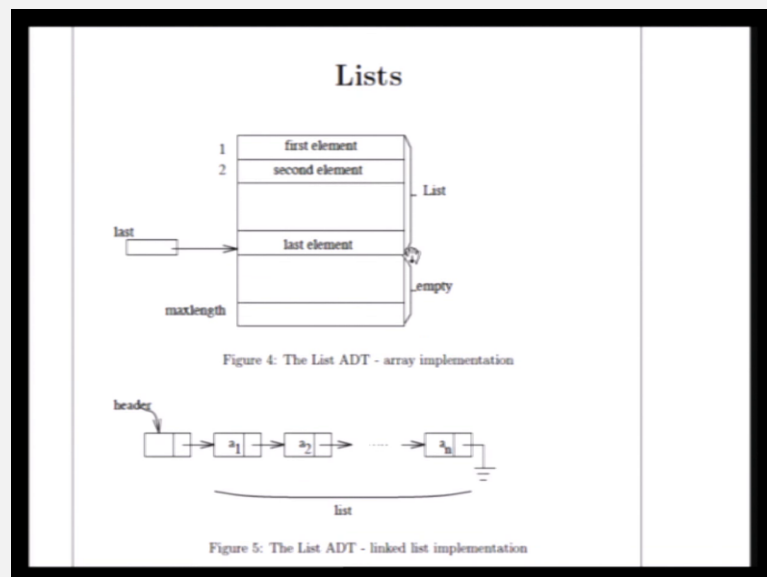 Lists
1 first element
2 second element
List
last
last element
empty
maxlength
Figure 4: The List ADT - array implementation
header
a1 a2 ..... an
list
Figure 5: The List ADT - linked list implementation